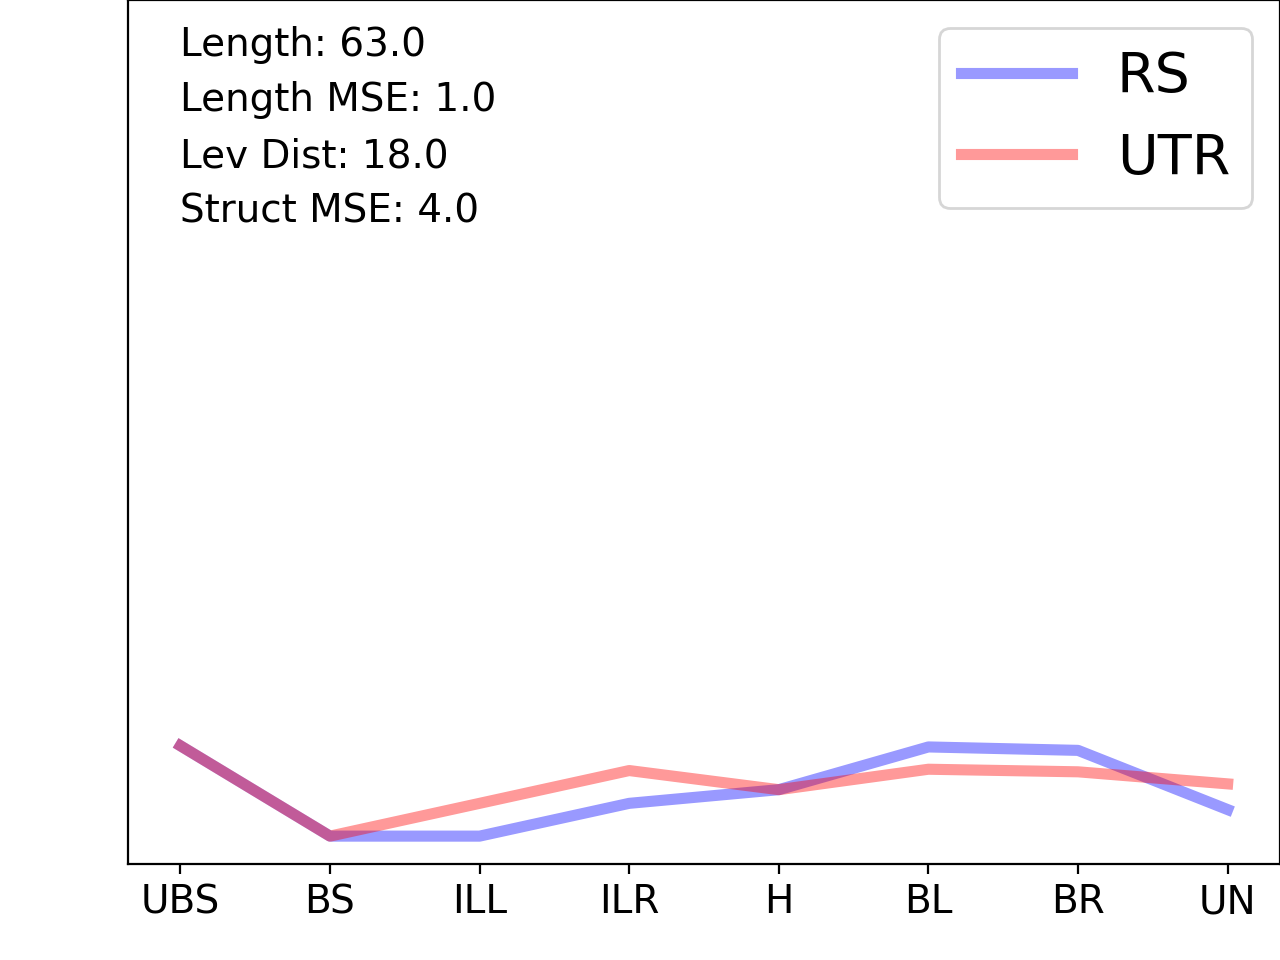 Length: 63.0
Length MSE: 1.0
Lev Dist: 18.0
Struct MSE: 4.0
RS
UTR
UBS BS ILL ILR H BL BR UN